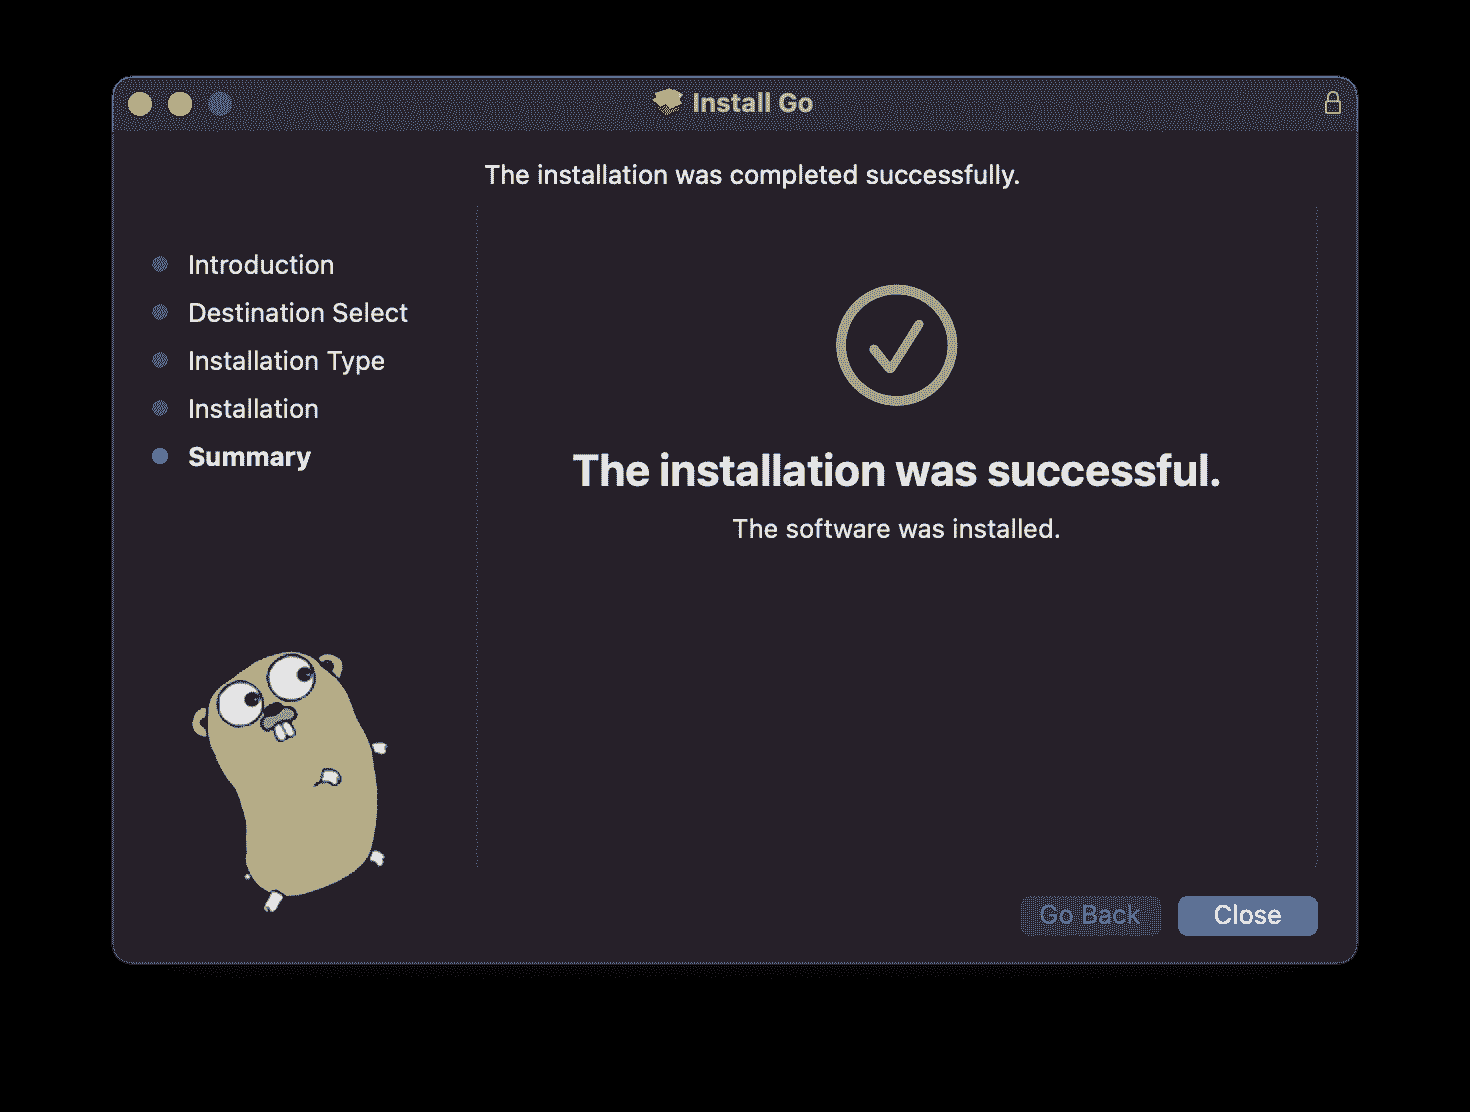 Install Go
The installation was completed successfully.
Introduction
Destination Select
Installation Type
Installation
Summary
The installation was successful.
The software was installed.
Go Back
Close